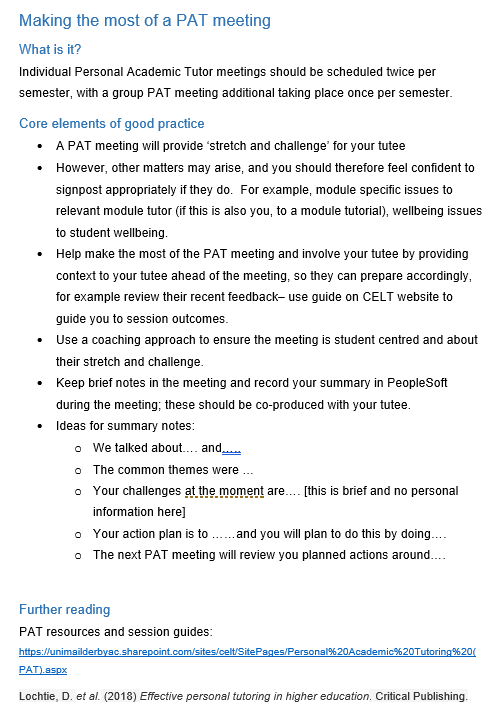 Making the most of a PAT meeting
What is it?
Individual Personal Academic Tutor meetings should be scheduled twice per
semester, with a group PAT meeting additional taking place once per semester.
Core elements of good practice
• A PAT meeting will provide ‘stretch and challenge’ for your tutee
• However, other matters may arise, and you should therefore feel confident to
signpost appropriately if they do.  For example, module specific issues to
relevant module tutor (if this is also you, to a module tutorial), wellbeing issues
to student wellbeing.
• Help make the most of the PAT meeting and involve your tutee by providing
context to your tutee ahead of the meeting, so they can prepare accordingly,
for example review their recent feedback– use guide on CELT website to
guide you to session outcomes.
• Use a coaching approach to ensure the meeting is student centred and about
their stretch and challenge.
• Keep brief notes in the meeting and record your summary in PeopleSoft
during the meeting; these should be co-produced with your tutee.
• Ideas for summary notes:
o We talked about…. and…..
o The common themes were …
o Your challenges at the moment are…. [this is brief and no personal
information here]
o Your action plan is to ……and you will plan to do this by doing….
o The next PAT meeting will review you planned actions around….
Further reading
PAT resources and session guides:
https://unimailderbyac.sharepoint.com/sites/celt/SitePages/Personal%20Academic%20Tutoring%20(
PAT).aspx
Lochtie, D. et al. (2018) Effective personal tutoring in higher education. Critical Publishing.